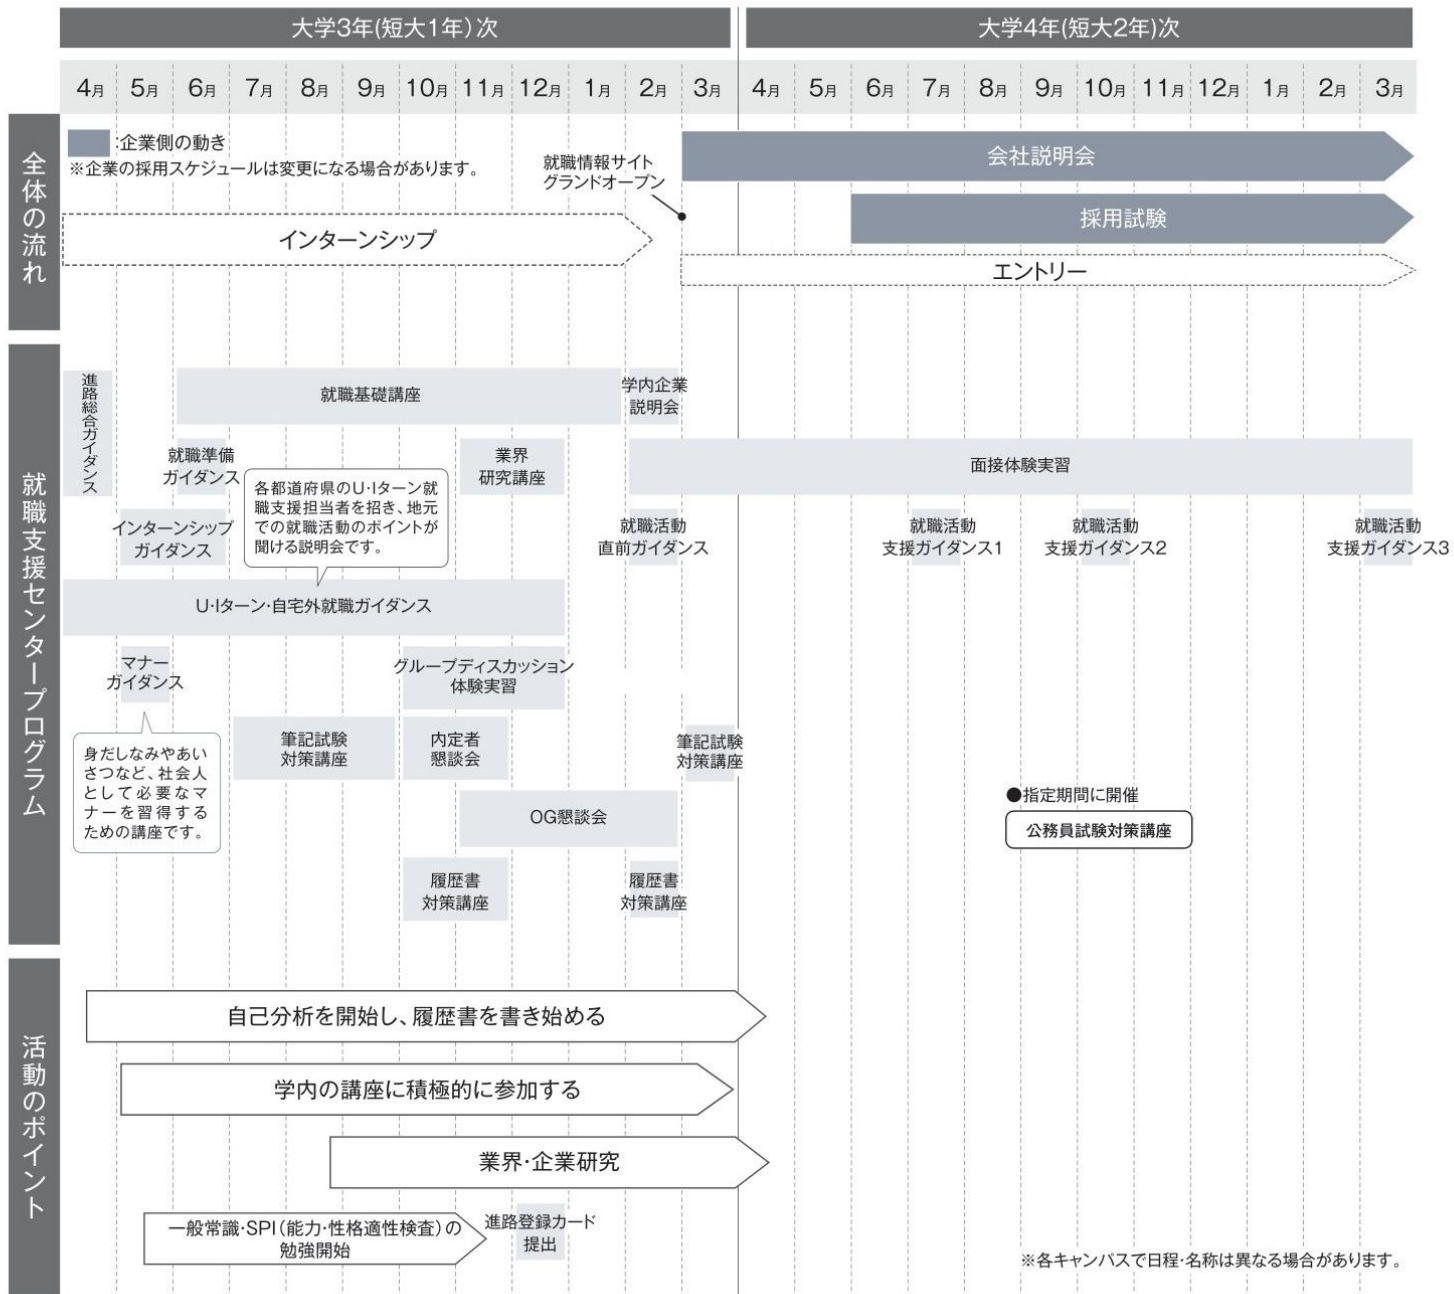 大学3年(短大1年)次
大学4年(短大2年)次
4月 5月 6月 7月 8月 9月 10月 11月 12月 1月 2月 3月 4月 5月 6月 7月 8月 9月 10月 11月 12月 1月 2月 3月
全体の流れ
:企業側の動き
※企業の採用スケジュールは変更になる場合があります。
就職情報サイト
グランドオープン
会社説明会
採用試験
インターンシップ
エントリー
就職支援センタープログラム
進路総合ガイダンス
就職基礎講座
学内企業
説明会
就職準備
ガイダンス
業界
研究講座
面接体験実習
各都道府県のU・Iターン就
職支援担当者を招き、地元
での就職活動のポイントが
聞ける説明会です。
インターンシップ
ガイダンス
就職活動
直前ガイダンス
就職活動
支援ガイダンス1
就職活動
支援ガイダンス2
就職活動
支援ガイダンス3
U・Iターン・自宅外就職ガイダンス
マナー
ガイダンス
グループディスカッション
体験実習
身だしなみやあい
さつなど、社会人
として必要なマ
ナーを習得する
ための講座です。
筆記試験
対策講座
内定者
懇談会
筆記試験
対策講座
OG懇談会
●指定期間に開催
公務員試験対策講座
履歴書
対策講座
履歴書
対策講座
活動のポイント
自己分析を開始し、履歴書を書き始める
学内の講座に積極的に参加する
業界・企業研究
一般常識・SPI(能力・性格適性検査)の
勉強開始
進路登録カード
提出
※各キャンパスで日程・名称は異なる場合があります。